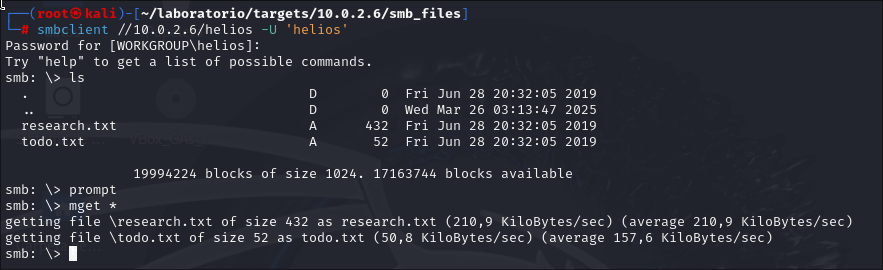 ┌──(root㉿kali)-[~/laboratorio/targets/10.0.2.6/smb_files]
└─# smbclient //10.0.2.6/helios -U 'helios'
Password for [WORKGROUP\helios]:
Try "help" to get a list of possible commands.
smb: \> ls
  .                                   D        0  Fri Jun 28 20:32:05 2019
  ..                                  D        0  Wed Mar 26 03:13:47 2025
  research.txt                        A      432  Fri Jun 28 20:32:05 2019
  todo.txt                            A       52  Fri Jun 28 20:32:05 2019
                19994224 blocks of size 1024. 17163744 blocks available
smb: \> prompt
smb: \> mget *
getting file \research.txt of size 432 as research.txt (210,9 KiloBytes/sec) (average 210,9 KiloBytes/sec)
getting file \todo.txt of size 52 as todo.txt (50,8 KiloBytes/sec) (average 157,6 KiloBytes/sec)
smb: \>